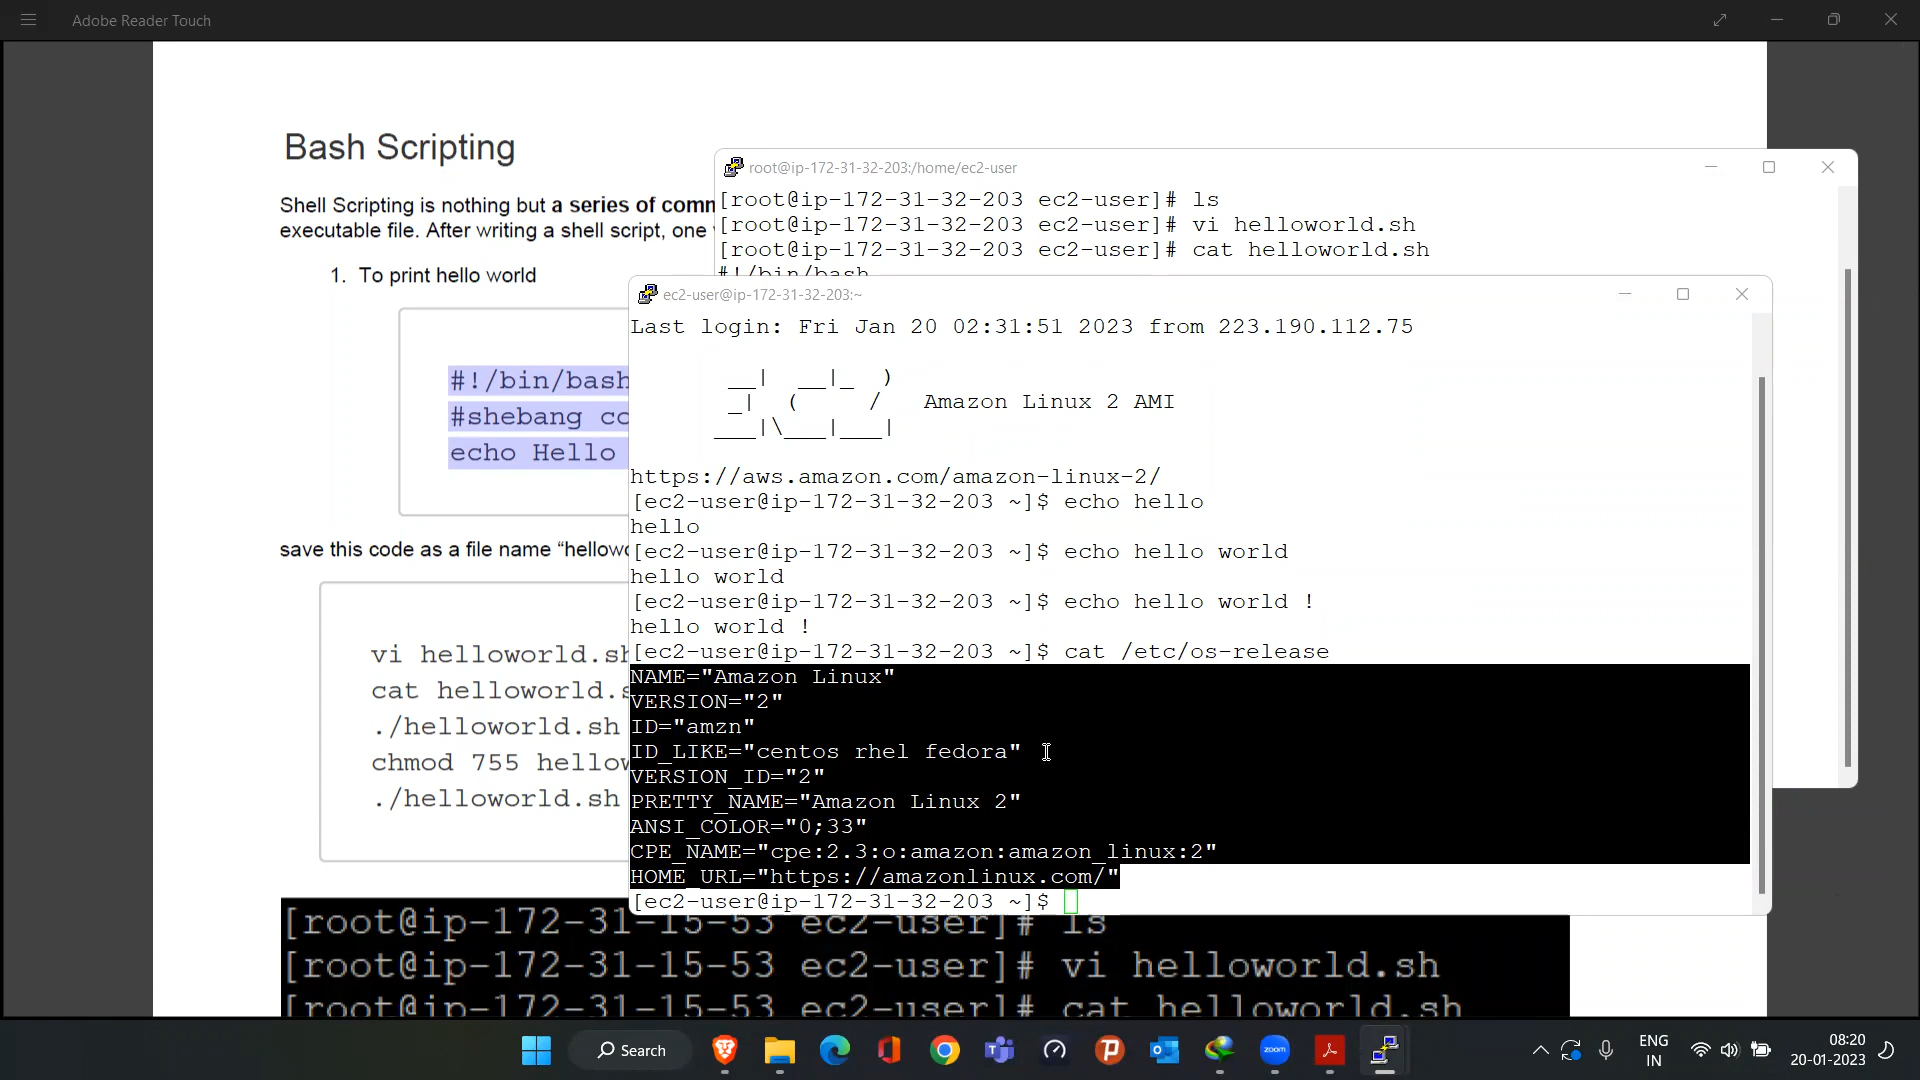 Adobe Reader Touch
Bash Scripting
Shell Scripting is nothing but a series of comm
executable file. After writing a shell script, one
1. To print hello world
#!/bin/bash
#shebang co
echo Hello
save this code as a file name “hellow
vi helloworld.sh
cat helloworld.s
./helloworld.sh
chmod 755 hellow
./helloworld.sh
[root@ip-172-31-15-53 ec2-user]# ls
[root@ip-172-31-15-53 ec2-user]# vi helloworld.sh
[root@ip-172-31-15-53 ec2-user]# cat helloworld.sh
root@ip-172-31-32-203:/home/ec2-user
[root@ip-172-31-32-203 ec2-user]# ls
[root@ip-172-31-32-203 ec2-user]# vi helloworld.sh
[root@ip-172-31-32-203 ec2-user]# cat helloworld.sh
#!/bin/bash
ec2-user@ip-172-31-32-203:~
Last login: Fri Jan 20 02:31:51 2023 from 223.190.112.75
__|  __|_  )
_|  (     /   Amazon Linux 2 AMI
___|\___|___|
https://aws.amazon.com/amazon-linux-2/
[ec2-user@ip-172-31-32-203 ~]$ echo hello
hello
[ec2-user@ip-172-31-32-203 ~]$ echo hello world
hello world
[ec2-user@ip-172-31-32-203 ~]$ echo hello world !
hello world !
[ec2-user@ip-172-31-32-203 ~]$ cat /etc/os-release
NAME="Amazon Linux"
VERSION="2"
ID="amzn"
ID_LIKE="centos rhel fedora"
VERSION_ID="2"
PRETTY_NAME="Amazon Linux 2"
ANSI_COLOR="0;33"
CPE_NAME="cpe:2.3:o:amazon:amazon_linux:2"
HOME_URL="https://amazonlinux.com/"
[ec2-user@ip-172-31-32-203 ~]$
Search
zoom
ENG
IN
08:20
20-01-2023